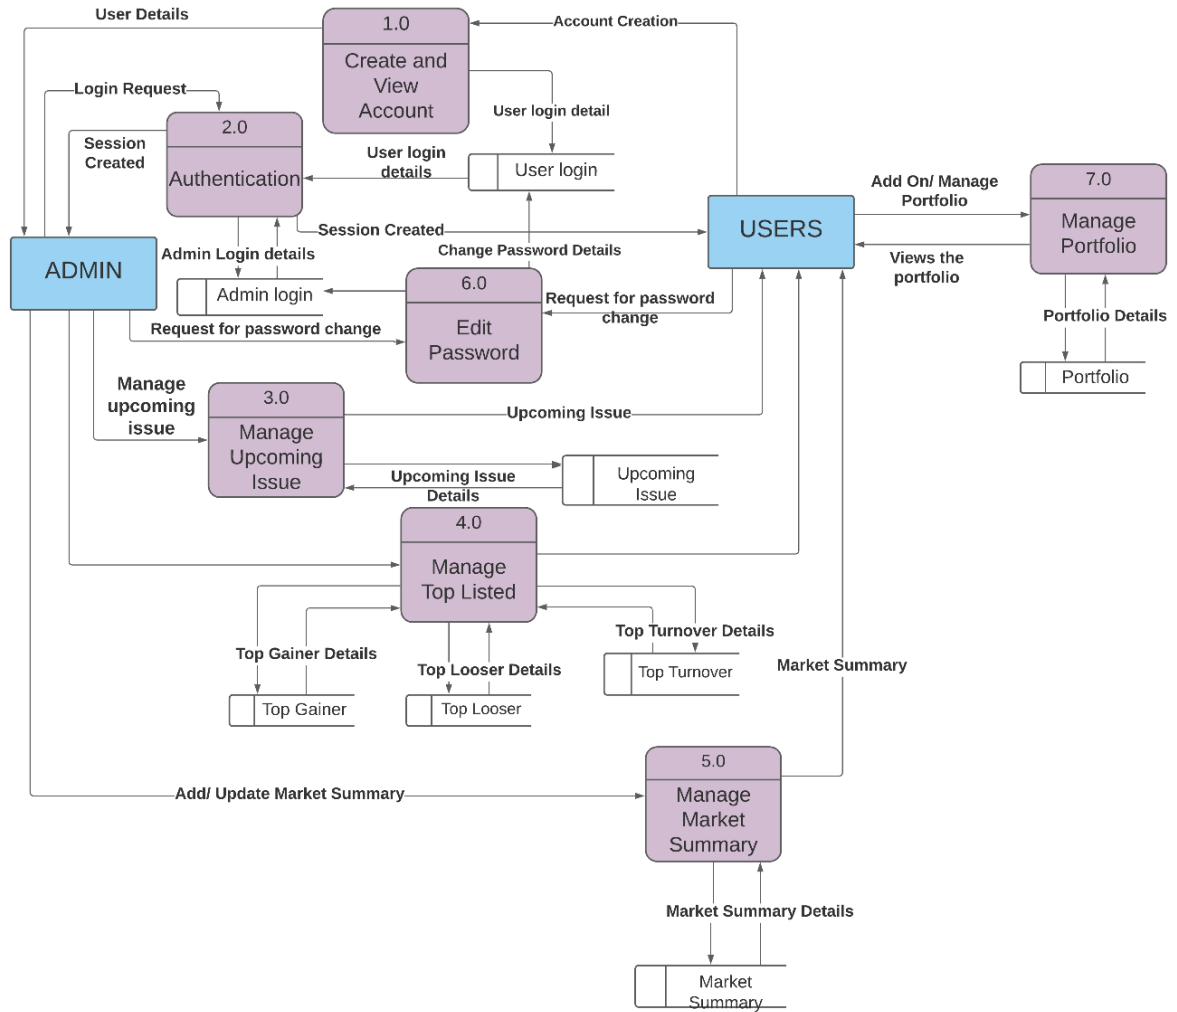 User Details
1.0
Account Creation
Create and
View
Account
Login Request
User login detail
2.0
Session
Created
Authentication
User login
details
User login
7.0
Add On/ Manage
Portfolio
Manage
Portfolio
USERS
Session Created
Change Password Details
Views the
portfolio
ADMIN
Admin Login details
Admin login
6.0
Edit
Password
Request for password
change
Request for password change
Portfolio Details
Portfolio
Manage
upcoming
issue
3.0
Manage
Upcoming
Issue
Upcoming Issue
Upcoming Issue
Details
Upcoming
Issue
4.0
Manage
Top Listed
Top Turnover Details
Top Gainer Details
Top Looser Details
Top Turnover
Market Summary
Top Gainer
Top Looser
5.0
Manage
Market
Summary
Add/ Update Market Summary
Market Summary Details
Market
Summary